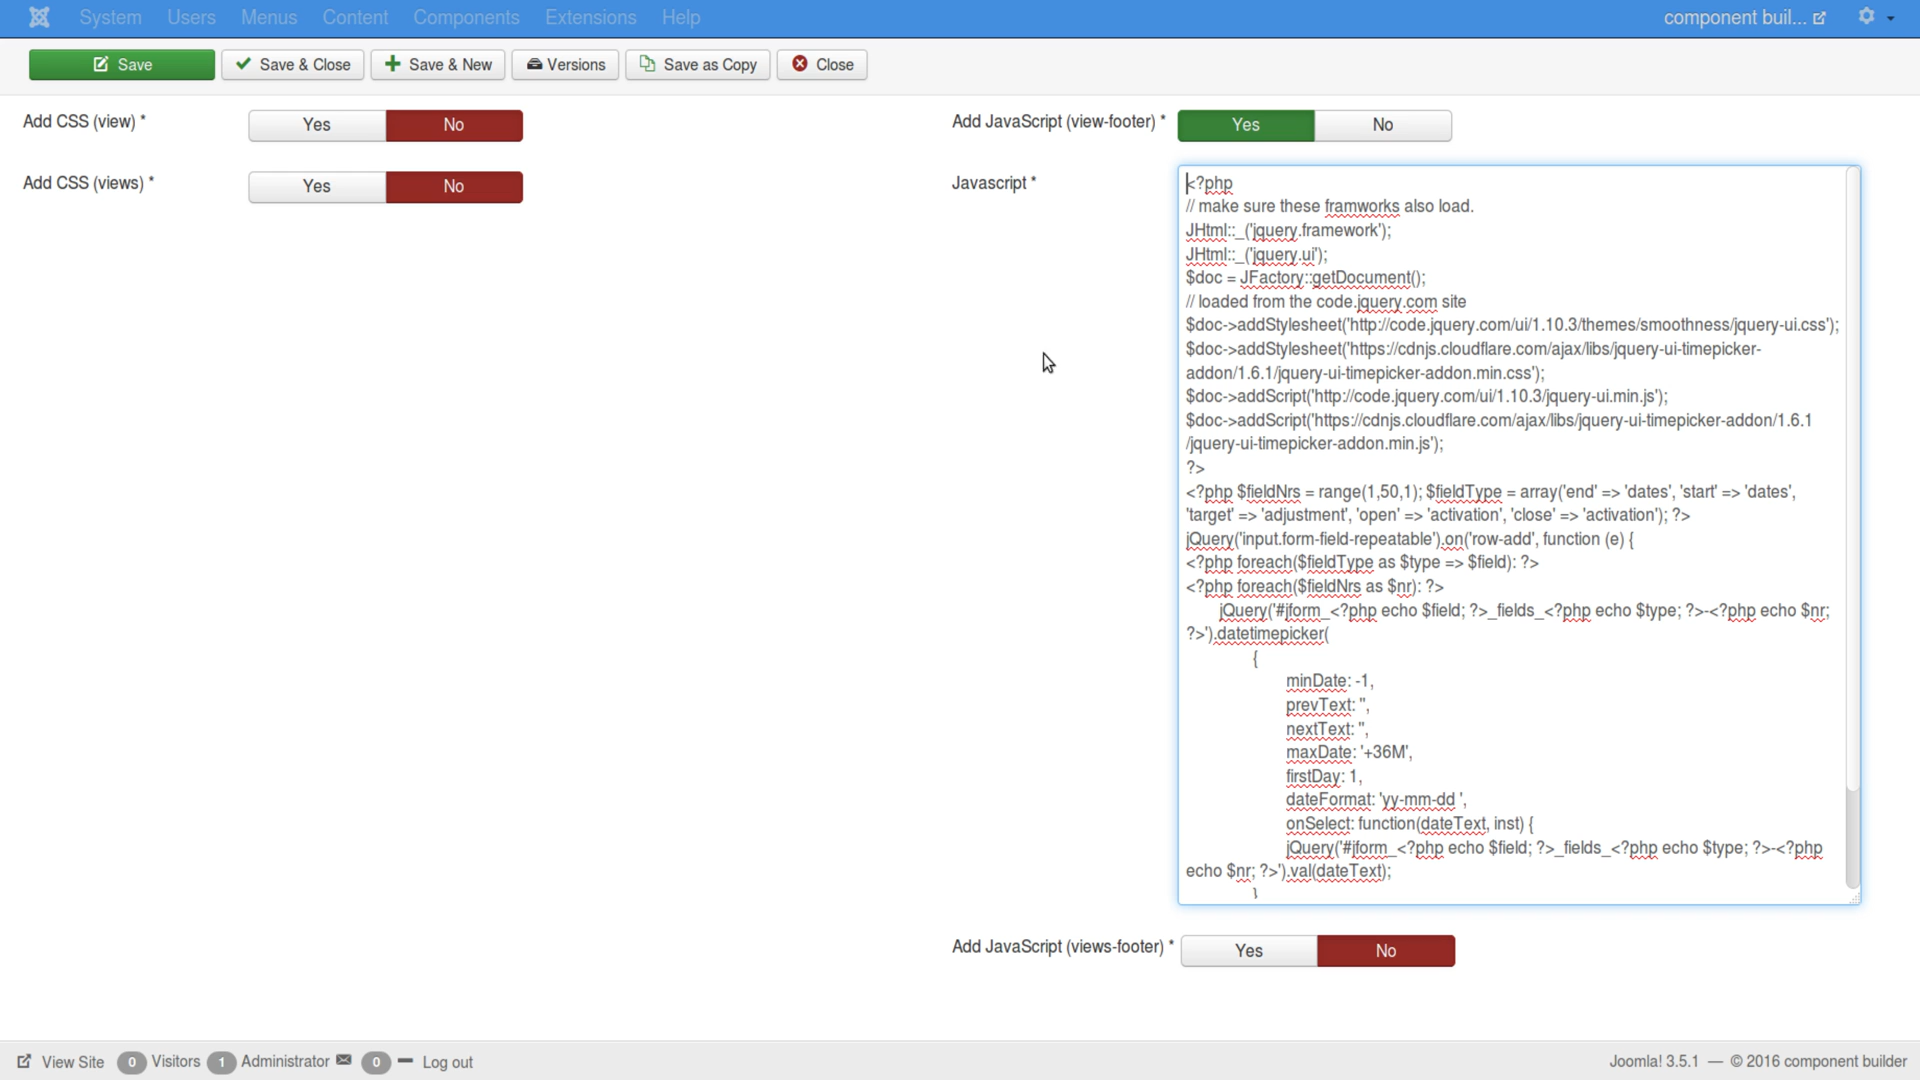 System Users Menus Content Components Extensions Help component buil...
Save Save & Close Save & New Versions Save as Copy Close
Add CSS (view) * Yes No
Add CSS (views) * Yes No
Add JavaScript (view-footer) * Yes No
Javascript *
<?php
// make sure these framworks also load.
JHtml::_('jquery.framework');
JHtml::_('jquery.ui');
$doc = JFactory::getDocument();
// loaded from the code.jquery.com site
$doc->addStylesheet('http://code.jquery.com/ui/1.10.3/themes/smoothness/jquery-ui.css');
$doc->addStylesheet('https://cdnjs.cloudflare.com/ajax/libs/jquery-ui-timepicker-
addon/1.6.1/jquery-ui-timepicker-addon.min.css');
$doc->addScript('http://code.jquery.com/ui/1.10.3/jquery-ui.min.js');
$doc->addScript('https://cdnjs.cloudflare.com/ajax/libs/jquery-ui-timepicker-addon/1.6.1
/jquery-ui-timepicker-addon.min.js');
?>
<?php $fieldNrs = range(1,50,1); $fieldType = array('end' => 'dates', 'start' => 'dates',
'target' => 'adjustment', 'open' => 'activation', 'close' => 'activation'); ?>
jQuery('input.form-field-repeatable').on('row-add', function (e) {
<?php foreach($fieldType as $type => $field): ?>
<?php foreach($fieldNrs as $nr): ?>
jQuery('#jform_<?php echo $field; ?>_fields_<?php echo $type; ?>-<?php echo $nr;
?>').datetimepicker(
{
minDate: -1,
prevText: '',
nextText: '',
maxDate: '+36M',
firstDay: 1,
dateFormat: 'yy-mm-dd ',
onSelect: function(dateText, inst) {
jQuery('#jform_<?php echo $field; ?>_fields_<?php echo $type; ?>-<?php
echo $nr; ?>').val(dateText);
}
Add JavaScript (views-footer) * Yes No
View Site 0 Visitors 1 Administrator 0 Log out
Joomla! 3.5.1 — © 2016 component builder